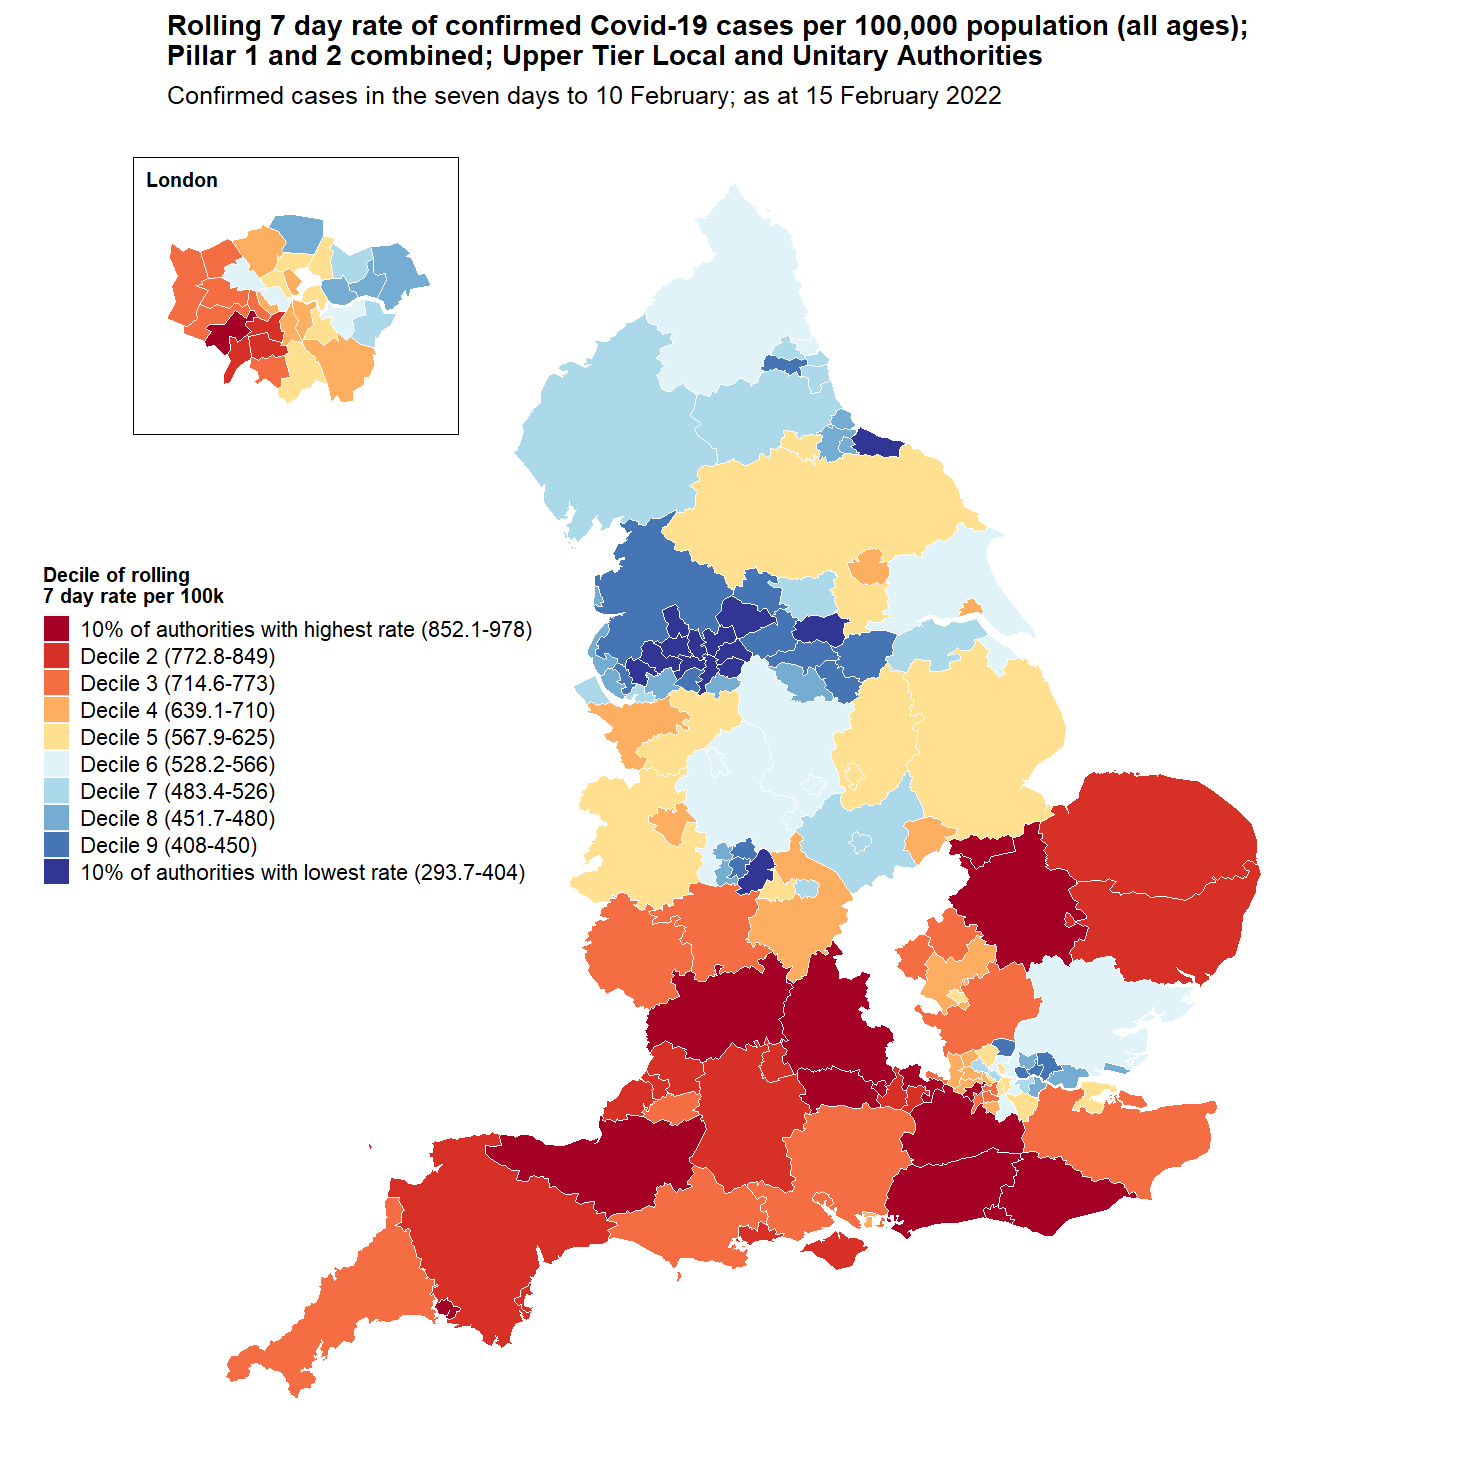 Rolling 7 day rate of confirmed Covid-19 cases per 100,000 population (all ages);
Pillar 1 and 2 combined; Upper Tier Local and Unitary Authorities
Confirmed cases in the seven days to 10 February; as at 15 February 2022
London
Decile of rolling
7 day rate per 100k
10% of authorities with highest rate (852.1-978)
Decile 2 (772.8-849)
Decile 3 (714.6-773)
Decile 4 (639.1-710)
Decile 5 (567.9-625)
Decile 6 (528.2-566)
Decile 7 (483.4-526)
Decile 8 (451.7-480)
Decile 9 (408-450)
10% of authorities with lowest rate (293.7-404)